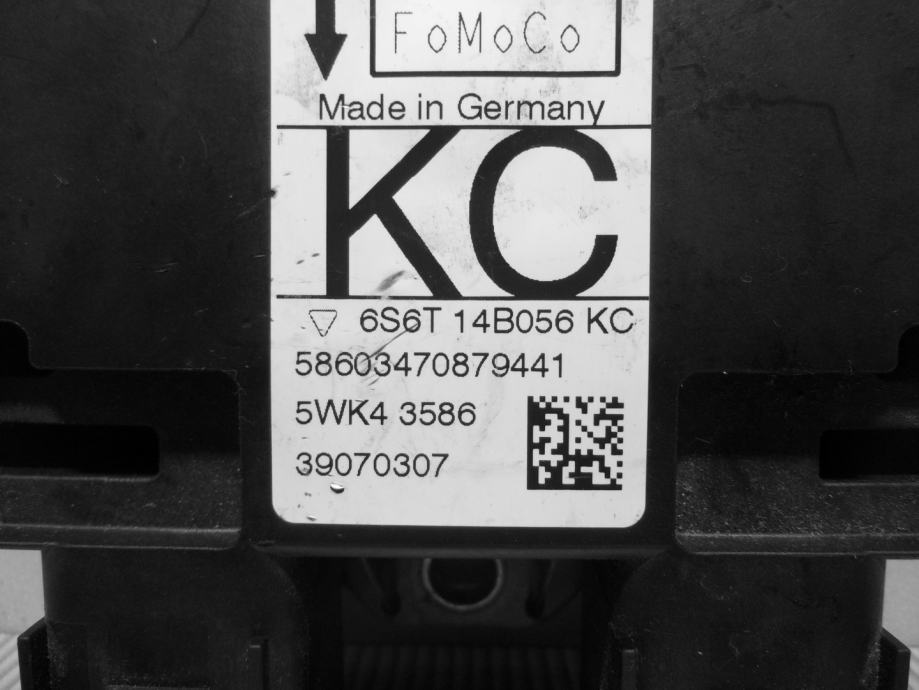 FoMoCo
Made in Germany
KC
6S6T 14B056 KC
58603470879441
5WK4 3586
39070307